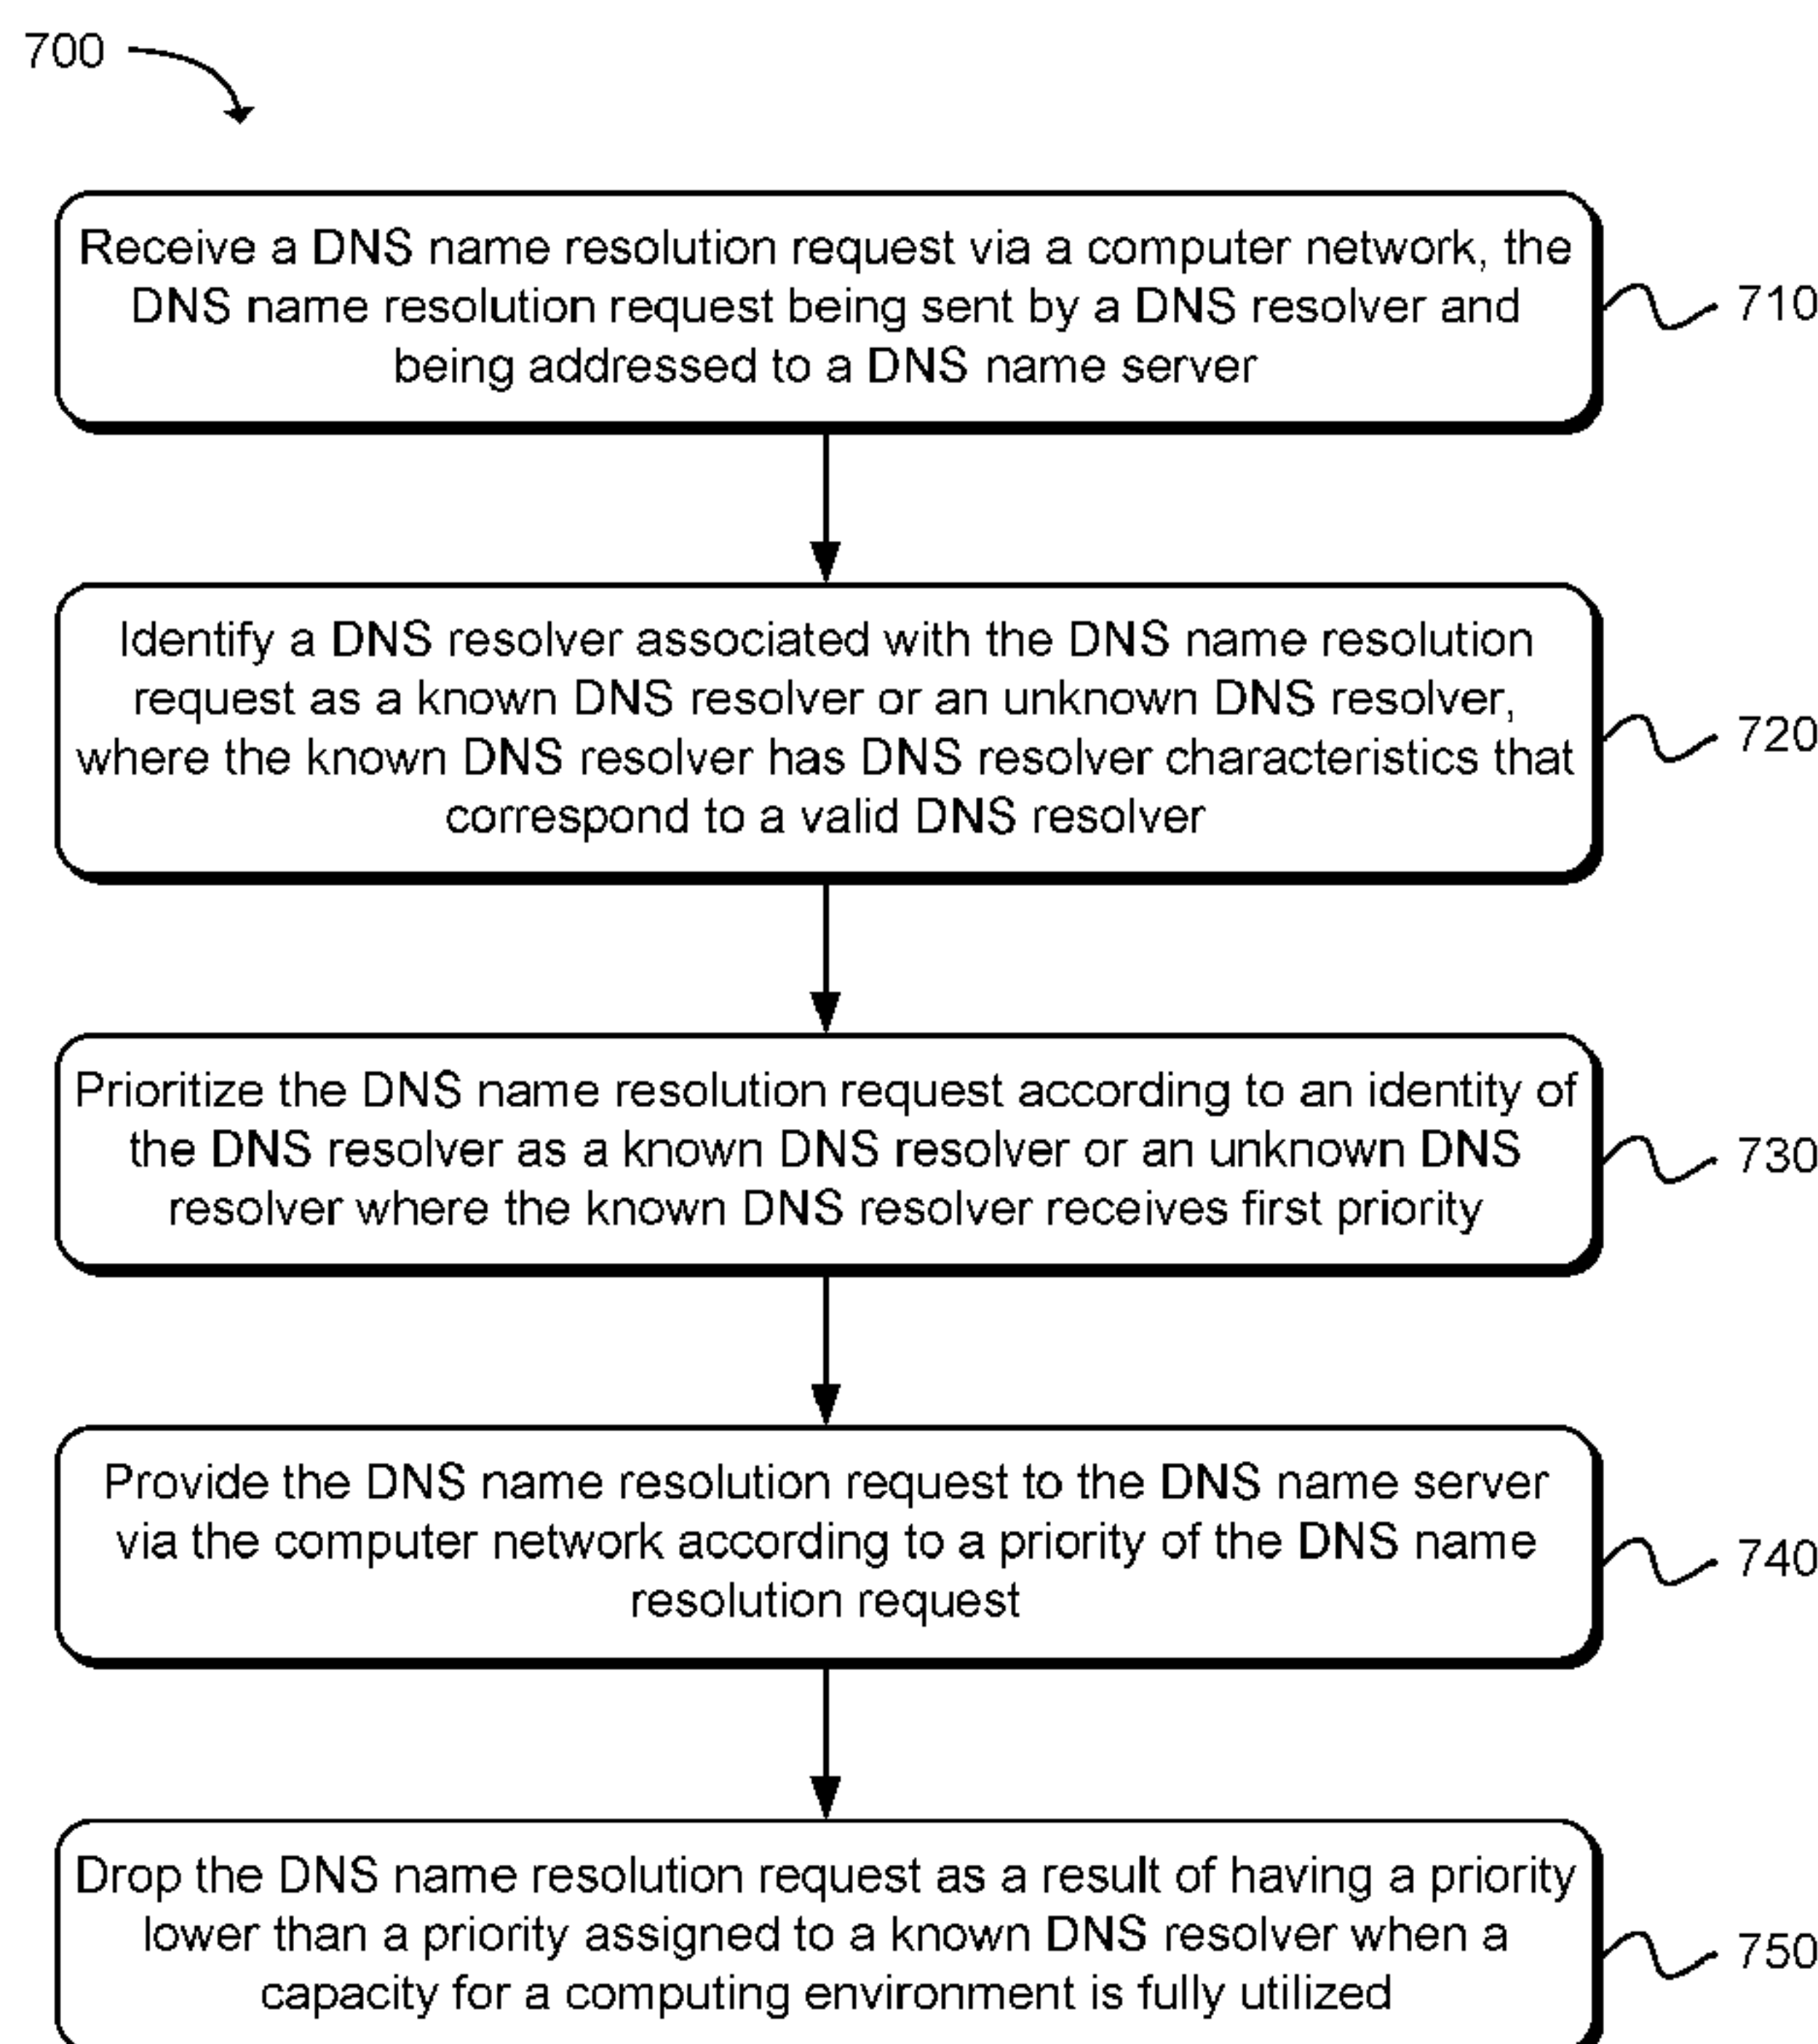 700
Receive a DNS name resolution request via a computer network, the
DNS name resolution request being sent by a DNS resolver and
being addressed to a DNS name server
710
Identify a DNS resolver associated with the DNS name resolution
request as a known DNS resolver or an unknown DNS resolver,
where the known DNS resolver has DNS resolver characteristics that
correspond to a valid DNS resolver
720
Prioritize the DNS name resolution request according to an identity of
the DNS resolver as a known DNS resolver or an unknown DNS
resolver where the known DNS resolver receives first priority
730
Provide the DNS name resolution request to the DNS name server
via the computer network according to a priority of the DNS name
resolution request
740
Drop the DNS name resolution request as a result of having a priority
lower than a priority assigned to a known DNS resolver when a
capacity for a computing environment is fully utilized
750